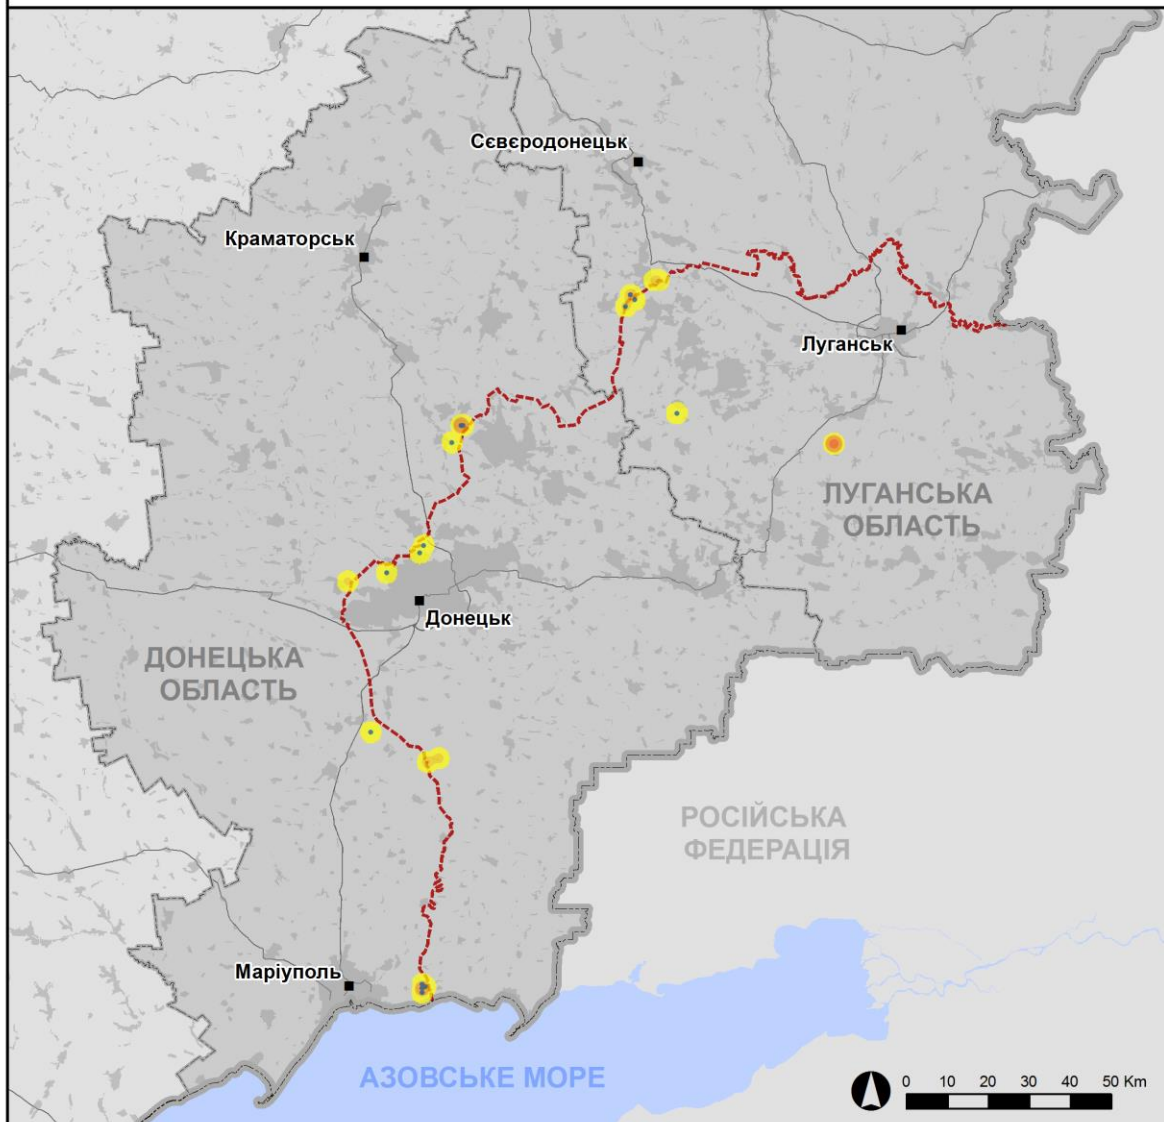 Сєвєродонецьк
Краматорськ
Луганськ
ЛУГАНСЬКА
ОБЛАСТЬ
Донецьк
ДОНЕЦЬКА
ОБЛАСТЬ
РОСІЙСЬКА
ФЕДЕРАЦІЯ
Маріуполь
АЗОВСЬКЕ МОРЕ
0 10 20 30 40 50 Km